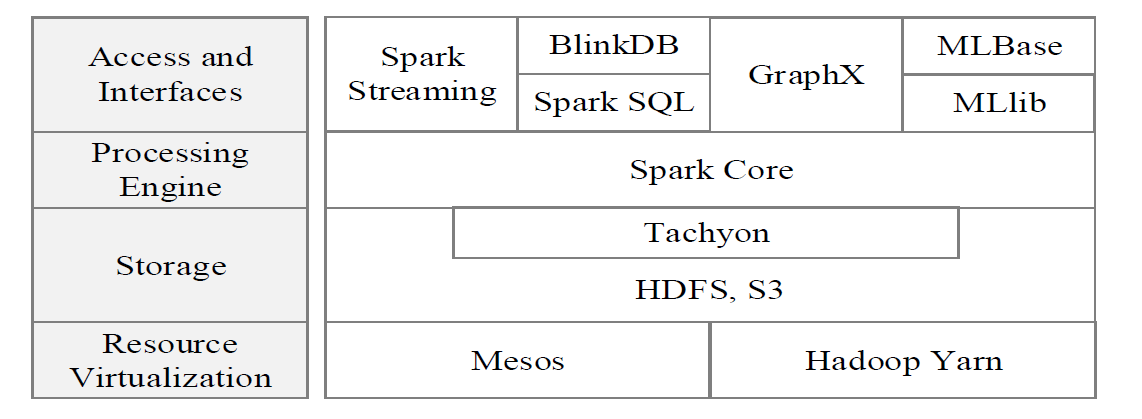 Access and
Interfaces
Spark
Streaming
BlinkDB
Spark SQL
GraphX
MLBase
MLlib
Processing
Engine
Spark Core
Storage
Tachyon
HDFS, S3
Resource
Virtualization
Mesos
Hadoop Yarn